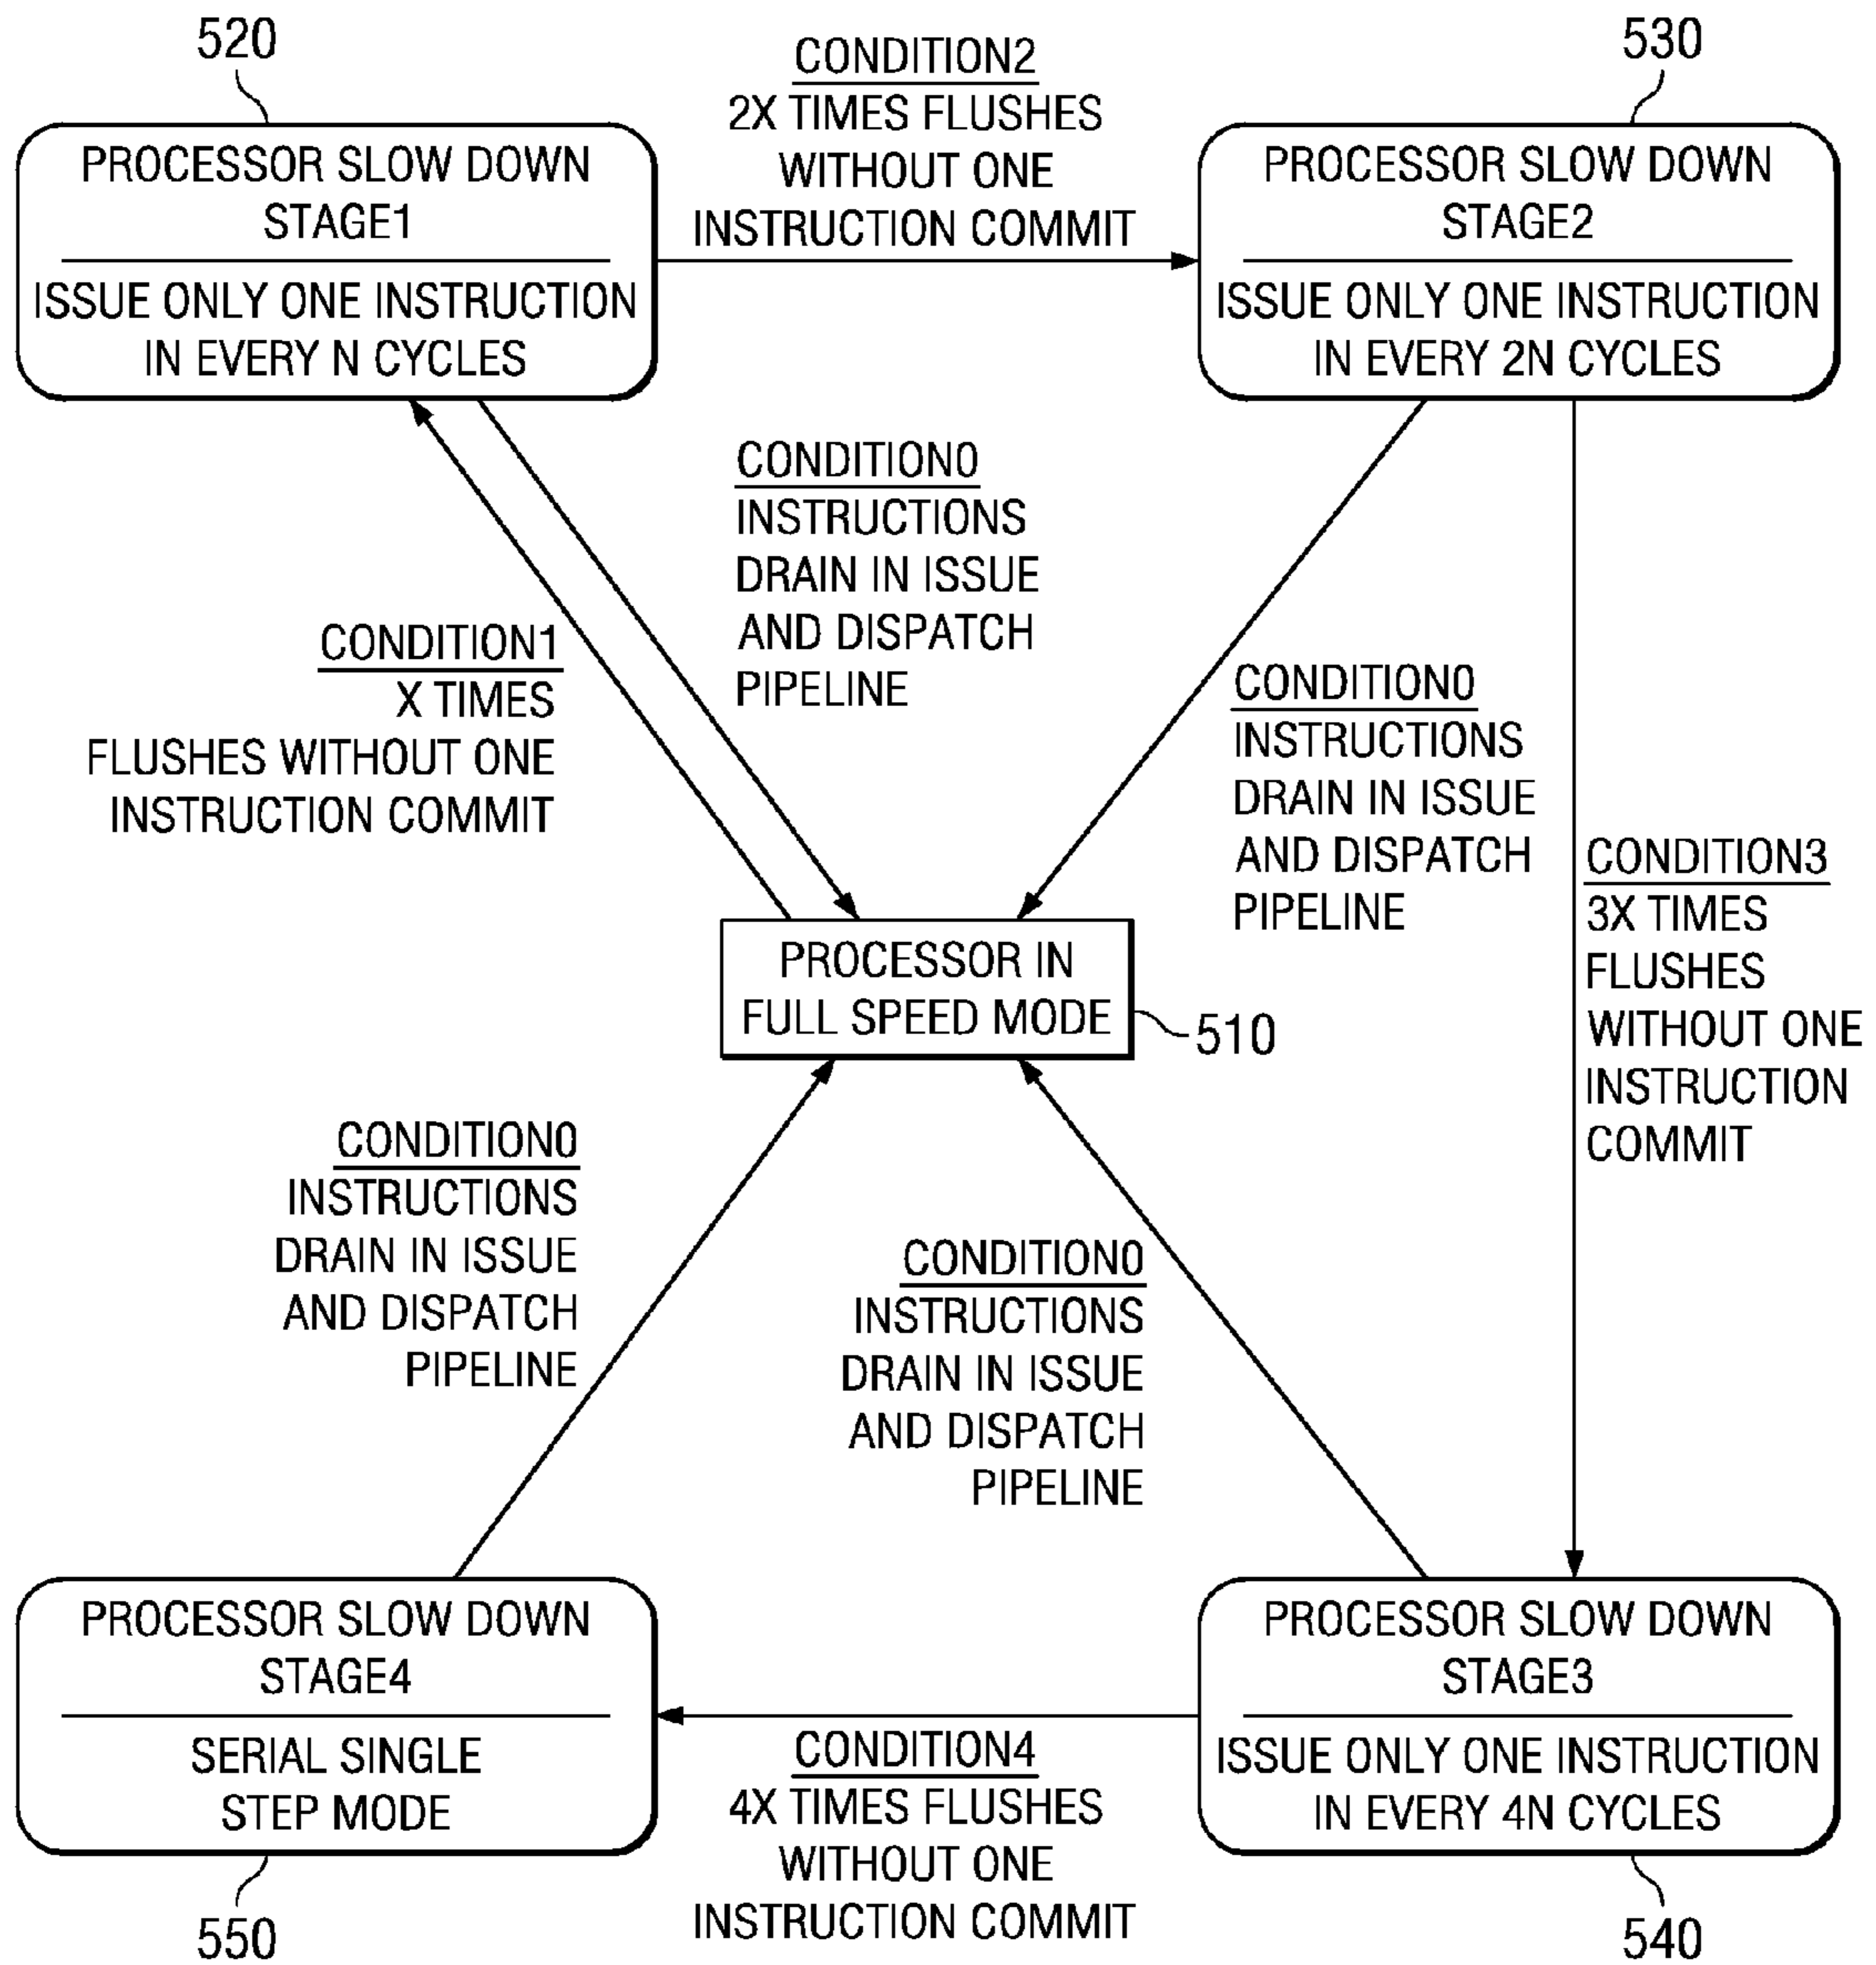 520
PROCESSOR SLOW DOWN
STAGE1
ISSUE ONLY ONE INSTRUCTION
IN EVERY N CYCLES
CONDITION2
2X TIMES FLUSHES
WITHOUT ONE
INSTRUCTION COMMIT
530
PROCESSOR SLOW DOWN
STAGE2
ISSUE ONLY ONE INSTRUCTION
IN EVERY 2N CYCLES
CONDITION1
X TIMES
FLUSHES WITHOUT ONE
INSTRUCTION COMMIT
CONDITION0
INSTRUCTIONS
DRAIN IN ISSUE
AND DISPATCH
PIPELINE
CONDITION0
INSTRUCTIONS
DRAIN IN ISSUE
AND DISPATCH
PIPELINE
CONDITION3
3X TIMES
FLUSHES
WITHOUT ONE
INSTRUCTION
COMMIT
PROCESSOR IN
FULL SPEED MODE
510
CONDITION0
INSTRUCTIONS
DRAIN IN ISSUE
AND DISPATCH
PIPELINE
CONDITION0
INSTRUCTIONS
DRAIN IN ISSUE
AND DISPATCH
PIPELINE
PROCESSOR SLOW DOWN
STAGE4
SERIAL SINGLE
STEP MODE
550
CONDITION4
4X TIMES FLUSHES
WITHOUT ONE
INSTRUCTION COMMIT
PROCESSOR SLOW DOWN
STAGE3
ISSUE ONLY ONE INSTRUCTION
IN EVERY 4N CYCLES
540